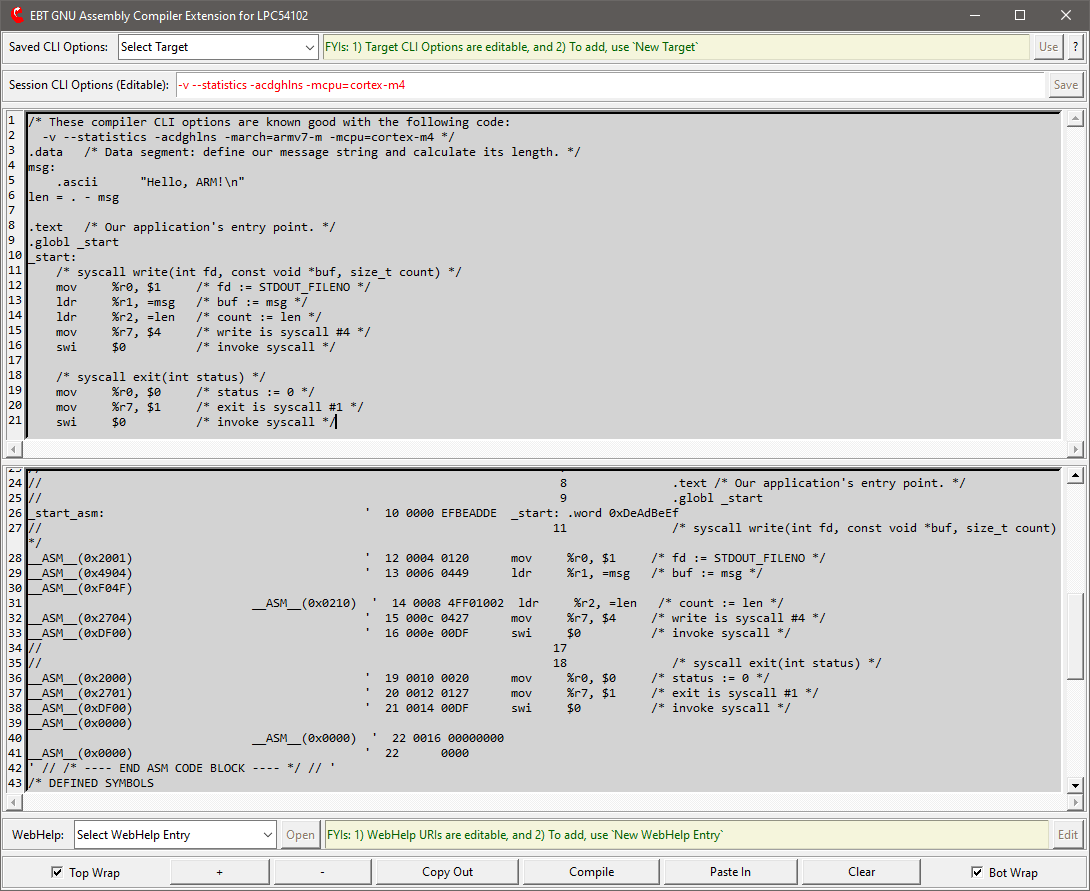 EBT GNU Assembly Compiler Extension for LPC54102
Saved CLI Options: Select Target FYIs: 1) Target CLI Options are editable, and 2) To add, use `New Target` Use ?
Session CLI Options (Editable): -v --statistics -acdghlns -mcpu=cortex-m4 Save
1 /* These compiler CLI options are known good with the following code:
2 -v --statistics -acdghlns -march=armv7-m -mcpu=cortex-m4 */
3 .data /* Data segment: define our message string and calculate its length. */
4 msg:
5 .ascii "Hello, ARM!\n"
6 len = . - msg
7
8 .text /* Our application's entry point. */
9 .globl _start
10 _start:
11 /* syscall write(int fd, const void *buf, size_t count) */
12 mov %r0, $1 /* fd := STDOUT_FILENO */
13 ldr %r1, =msg /* buf := msg */
14 ldr %r2, =len /* count := len */
15 mov %r7, $4 /* write is syscall #4 */
16 swi $0 /* invoke syscall */
17
18 /* syscall exit(int status) */
19 mov %r0, $0 /* status := 0 */
20 mov %r7, $1 /* exit is syscall #1 */
21 swi $0 /* invoke syscall */
24 // 8 .text /* Our application's entry point. */
25 // 9 .globl _start
26 _start_asm: ' 10 0000 EFBEADDE _start: .word 0xDeAdBeEf
27 // 11 /* syscall write(int fd, const void *buf, size_t count)
*/
28 __ASM__(0x2001) ' 12 0004 0120 mov %r0, $1 /* fd := STDOUT_FILENO */
29 __ASM__(0x4904) ' 13 0006 0449 ldr %r1, =msg /* buf := msg */
30 __ASM__(0xF04F)
31 __ASM__(0x0210) ' 14 0008 4FF01002 ldr %r2, =len /* count := len */
32 __ASM__(0x2704) ' 15 000c 0427 mov %r7, $4 /* write is syscall #4 */
33 __ASM__(0xDF00) ' 16 000e 00DF swi $0 /* invoke syscall */
34 // 17
35 // 18 /* syscall exit(int status) */
36 __ASM__(0x2000) ' 19 0010 0020 mov %r0, $0 /* status := 0 */
37 __ASM__(0x2701) ' 20 0012 0127 mov %r7, $1 /* exit is syscall #1 */
38 __ASM__(0xDF00) ' 21 0014 00DF swi $0 /* invoke syscall */
39 __ASM__(0x0000)
40 __ASM__(0x0000) ' 22 0016 00000000
41 __ASM__(0x0000) ' 22 0000
42 ' // /* ---- END ASM CODE BLOCK ---- */ // '
43 /* DEFINED SYMBOLS
WebHelp: Select WebHelp Entry Open FYIs: 1) WebHelp URIs are editable, and 2) To add, use `New WebHelp Entry` Edit
Top Wrap + - Copy Out Compile Paste In Clear Bot Wrap